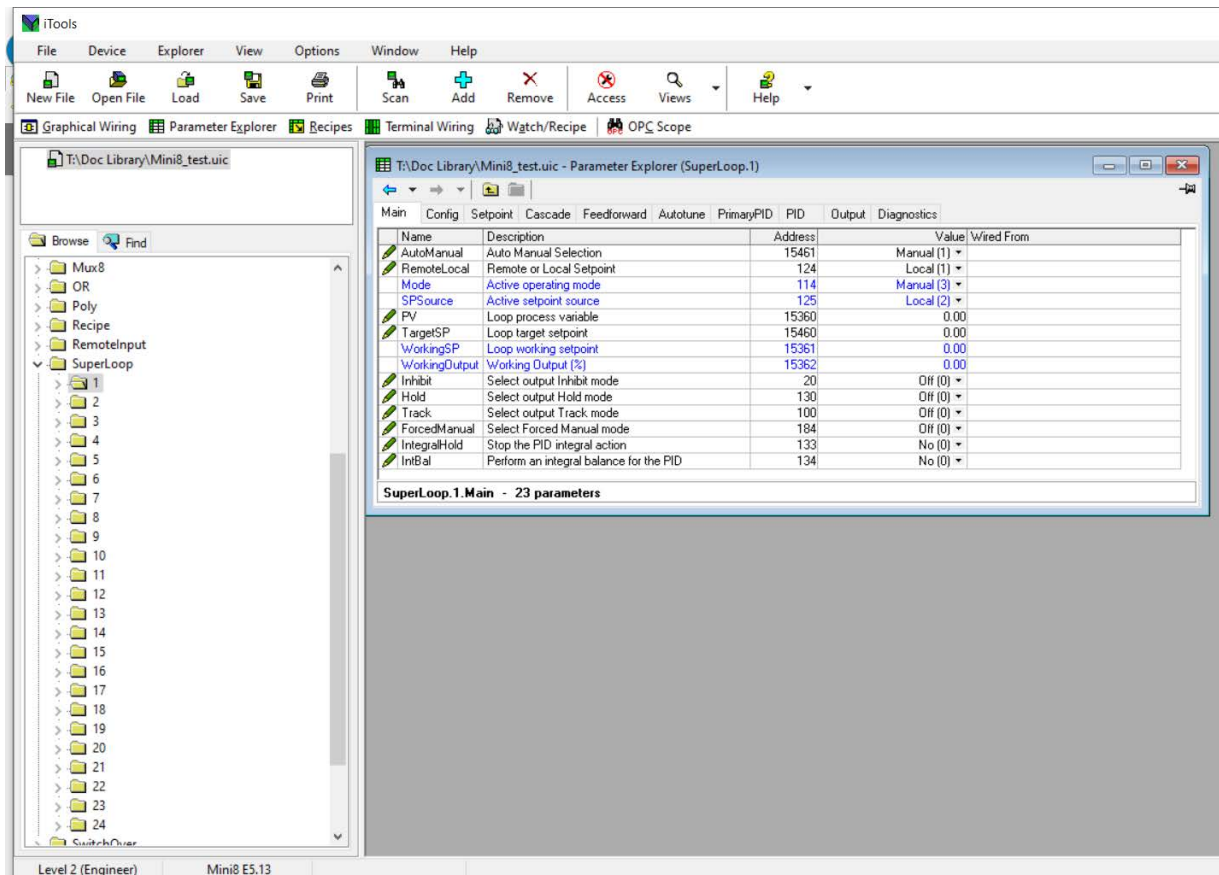 iTools
File Device Explorer View Options Window Help
New File Open File Load Save Print Scan Add Remove Access Views Help
Graphical Wiring Parameter Explorer Recipes Terminal Wiring Watch/Recipe OPC Scope
T:\Doc Library\Mini8_test.uic
Browse Find
Mux8
OR
Poly
Recipe
RemoteInput
SuperLoop
1
2
3
4
5
6
7
8
9
10
11
12
13
14
15
16
17
18
19
20
21
22
23
24
SwitchOver
T:\Doc Library\Mini8_test.uic - Parameter Explorer (SuperLoop.1)
Main Config Setpoint Cascade Feedforward Autotune PrimaryPID PID Output Diagnostics
Name Description Address Value Wired From
AutoManual Auto Manual Selection 15461 Manual (1)
RemoteLocal Remote or Local Setpoint 124 Local (1)
Mode Active operating mode 114 Manual (3)
SPSource Active setpoint source 125 Local (2)
PV Loop process variable 15360 0.00
TargetSP Loop target setpoint 15460 0.00
WorkingSP Loop working setpoint 15361 0.00
WorkingOutput Working Output (%) 15362 0.00
Inhibit Select output Inhibit mode 20 Off (0)
Hold Select output Hold mode 130 Off (0)
Track Select output Track mode 100 Off (0)
ForcedManual Select Forced Manual mode 184 Off (0)
IntegralHold Stop the PID integral action 133 No (0)
IntBal Perform an integral balance for the PID 134 No (0)
SuperLoop.1.Main - 23 parameters
Level 2 (Engineer) Mini8 E5.13